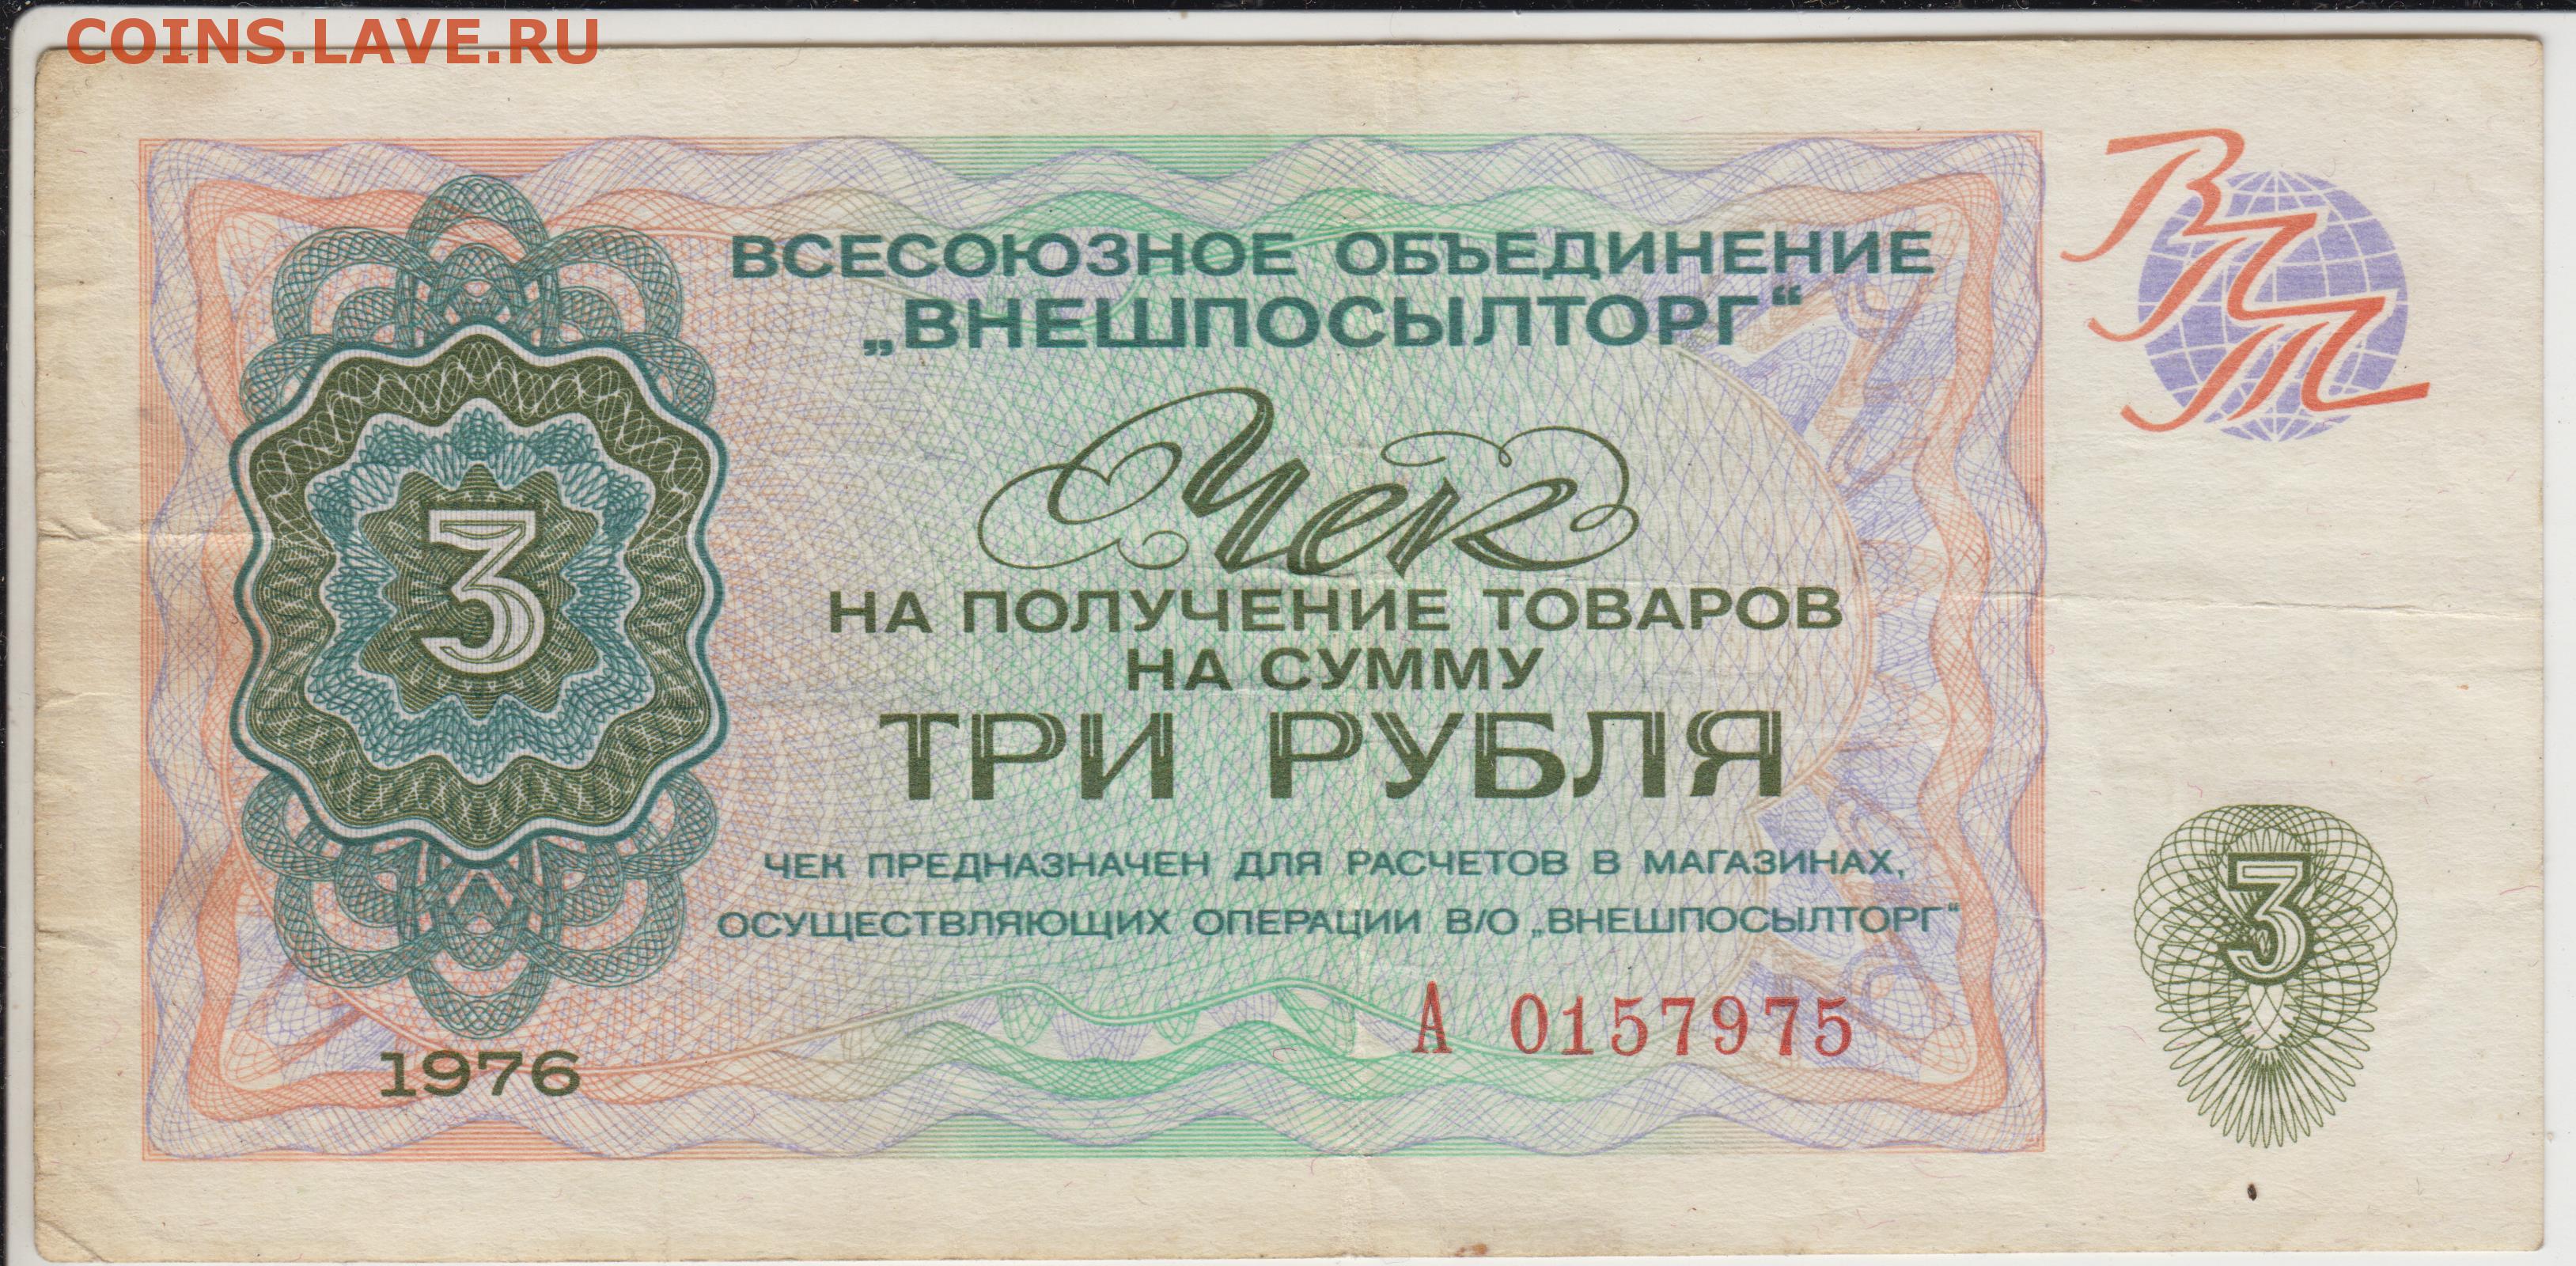 COINS.LAVE.RU
ВПТ
ВСЕСОЮЗНОЕ ОБЪЕДИНЕНИЕ
„ВНЕШПОСЫЛТОРГ“
Чек
НА ПОЛУЧЕНИЕ ТОВАРОВ
НА СУММУ
3
ТРИ РУБЛЯ
ЧЕК ПРЕДНАЗНАЧЕН ДЛЯ РАСЧЕТОВ В МАГАЗИНАХ,
ОСУЩЕСТВЛЯЮЩИХ ОПЕРАЦИИ В/О „ВНЕШПОСЫЛТОРГ“
3
А 0157975
1976